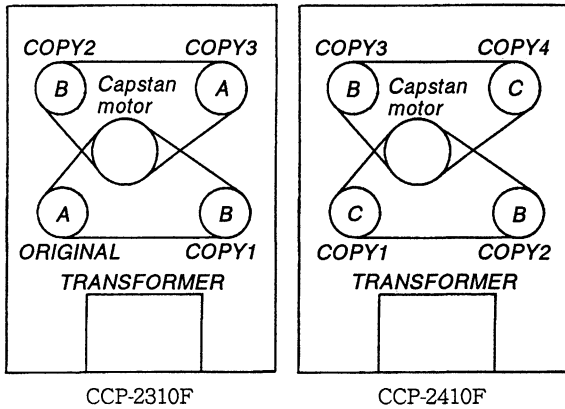 COPY2 COPY3
B Capstan motor A
A B
ORIGINAL COPY1
TRANSFORMER
CCP-2310F
COPY3 COPY4
B Capstan motor C
C B
COPY1 COPY2
TRANSFORMER
CCP-2410F